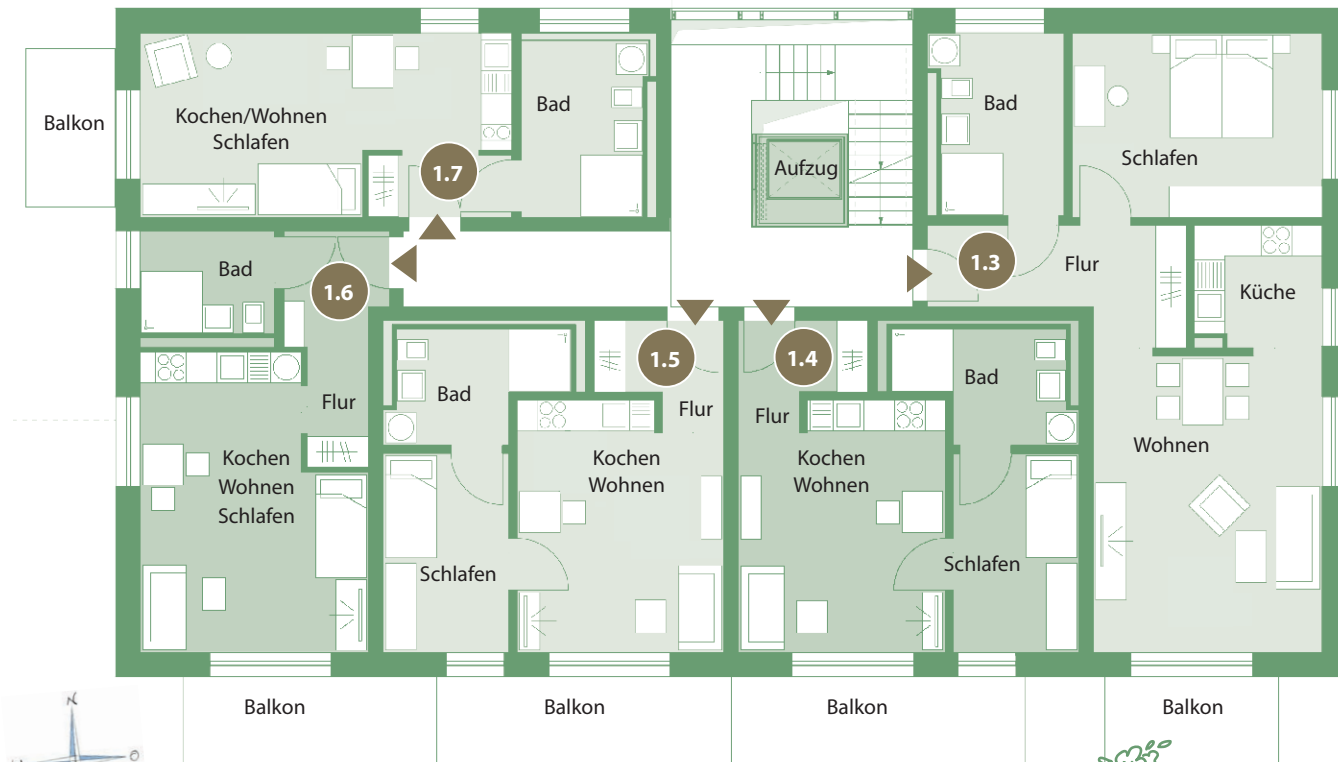 Balkon
Kochen/Wohnen
Schlafen
Bad
1.7
Aufzug
Bad
Schlafen
Bad
1.6
1.3
Flur
Küche
1.5
1.4
Bad
Flur
Flur
Bad
Flur
Wohnen
Kochen
Wohnen
Schlafen
Kochen
Wohnen
Kochen
Wohnen
Schlafen
Schlafen
Balkon
Balkon
Balkon
Balkon
N
O